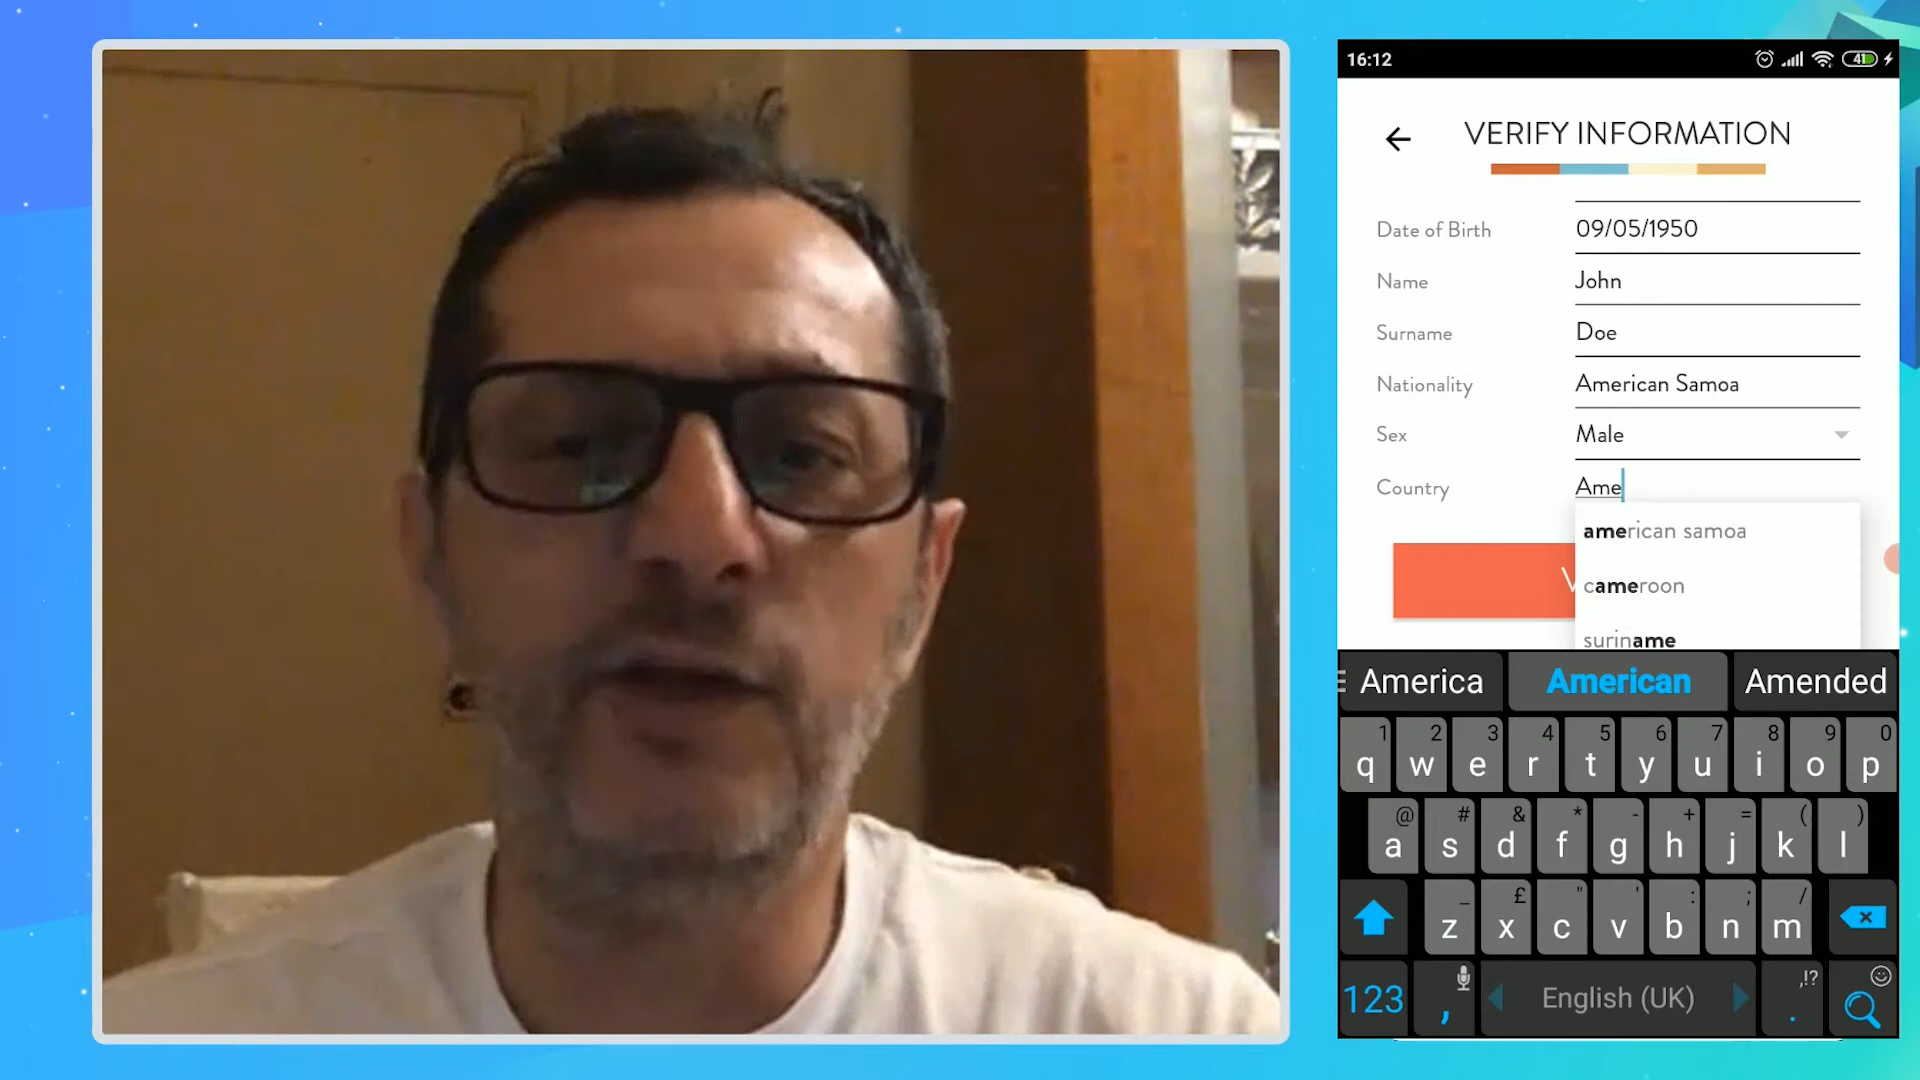 16:12
41
VERIFY INFORMATION
Date of Birth 09/05/1950
Name John
Surname Doe
Nationality American Samoa
Sex Male
Country Ame
american samoa
cameroon
suriname
V
America American Amended
1 2 3 4 5 6 7 8 9 0
q w e r t y u i o p
@ # & * - + = ( )
a s d f g h j k l
_ £ " ' : ; /
z x c v b n m
123 , English (UK) ,!? .